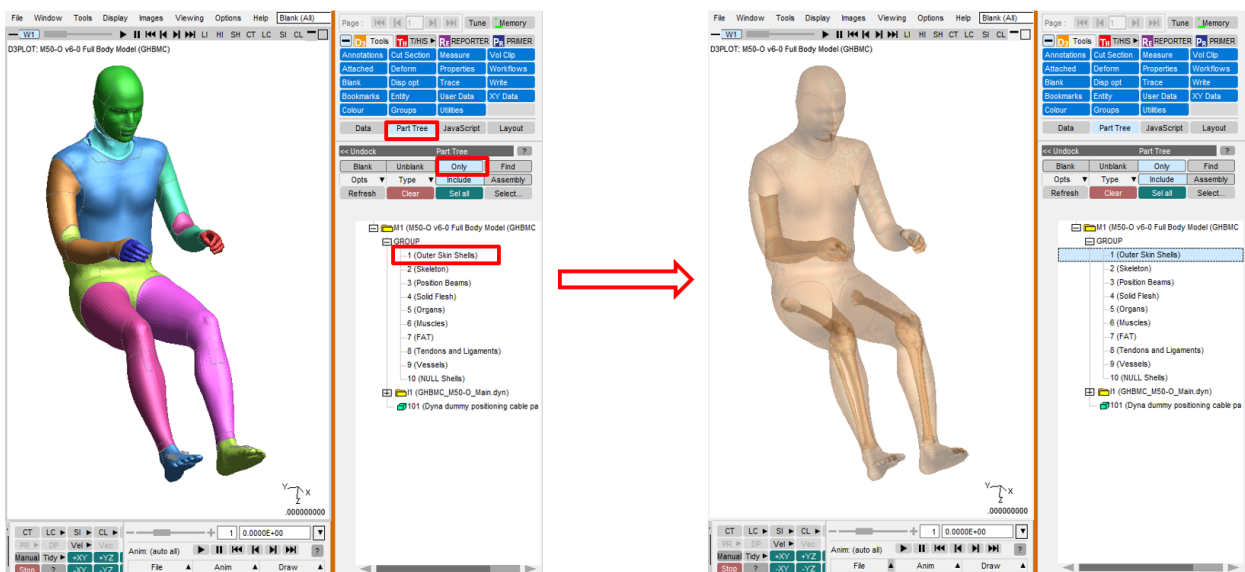 File Window Tools Display Images Viewing Options Help Blank (All)
W1 LI HI SH CT LC SI CL
D3PLOT: M50-O v6-0 Full Body Model (GHBMC)
Y X
Z
.000000000
CT LC SI CL
PR DP Vel Vec
Manual Tidy +XY +YZ
Stop ? -XY -YZ
1 0.0000E+00
Anim: (auto all) ?
File Anim Draw
Page : 1 Tune Memory
D3 Tools TH T/HIS RE REPORTER PR PRIMER
Annotations Cut Section Measure Vol Clip
Attached Deform Properties Workflows
Blank Disp opt Trace Write
Bookmarks Entity User Data XY Data
Colour Groups Utilities
Data Part Tree JavaScript Layout
<< Undock Part Tree ?
Blank Unblank Only Find
Opts Type Include Assembly
Refresh Clear Sel all Select...
M1 (M50-O v6-0 Full Body Model (GHBMC
GROUP
1 (Outer Skin Shells)
2 (Skeleton)
3 (Position Beams)
4 (Solid Flesh)
5 (Organs)
6 (Muscles)
7 (FAT)
8 (Tendons and Ligaments)
9 (Vessels)
10 (NULL Shells)
I1 (GHBMC_M50-O_Main.dyn)
101 (Dyna dummy positioning cable pa
File Window Tools Display Images Viewing Options Help Blank (All)
W1 LI HI SH CT LC SI CL
D3PLOT: M50-O v6-0 Full Body Model (GHBMC)
Y X
Z
.000000000
CT LC SI CL
PR DP Vel Vec
Manual Tidy +XY +YZ
Stop ? -XY -YZ
1 0.0000E+00
Anim: (auto all) ?
File Anim Draw
Page : 1 Tune Memory
D3 Tools TH T/HIS RE REPORTER PR PRIMER
Annotations Cut Section Measure Vol Clip
Attached Deform Properties Workflows
Blank Disp opt Trace Write
Bookmarks Entity User Data XY Data
Colour Groups Utilities
Data Part Tree JavaScript Layout
<< Undock Part Tree ?
Blank Unblank Only Find
Opts Type Include Assembly
Refresh Clear Sel all Select...
M1 (M50-O v6-0 Full Body Model (GHBMC
GROUP
1 (Outer Skin Shells)
2 (Skeleton)
3 (Position Beams)
4 (Solid Flesh)
5 (Organs)
6 (Muscles)
7 (FAT)
8 (Tendons and Ligaments)
9 (Vessels)
10 (NULL Shells)
I1 (GHBMC_M50-O_Main.dyn)
101 (Dyna dummy positioning cable pa